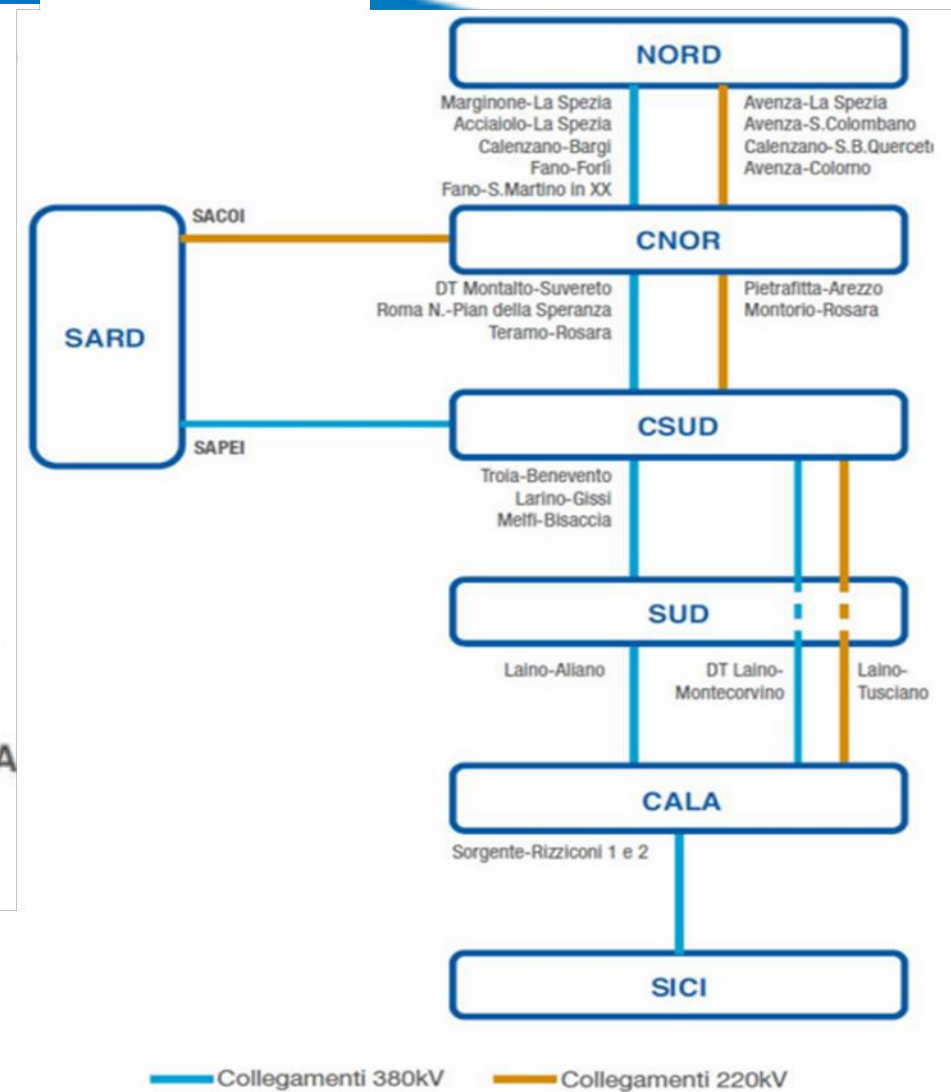 NORD
Marginone-La Spezia
Acciaiolo-La Spezia
Calenzano-Bargi
Fano-Forlì
Fano-S.Martino in XX
Avenza-La Spezia
Avenza-S.Colombano
Calenzano-S.B.Querceto
Avenza-Colorno
SACOI
CNOR
DT Montalto-Suvereto
Roma N.-Pian della Speranza
Teramo-Rosara
Pietrafitta-Arezzo
Montorio-Rosara
SARD
CSUD
SAPEI
Troia-Benevento
Larino-Gissi
Melfi-Bisaccia
SUD
Laino-Aliano
DT Laino-
Montecorvino
Laino-
Tusciano
A
CALA
Sorgente-Rizziconi 1 e 2
SICI
Collegamenti 380kV
Collegamenti 220kV